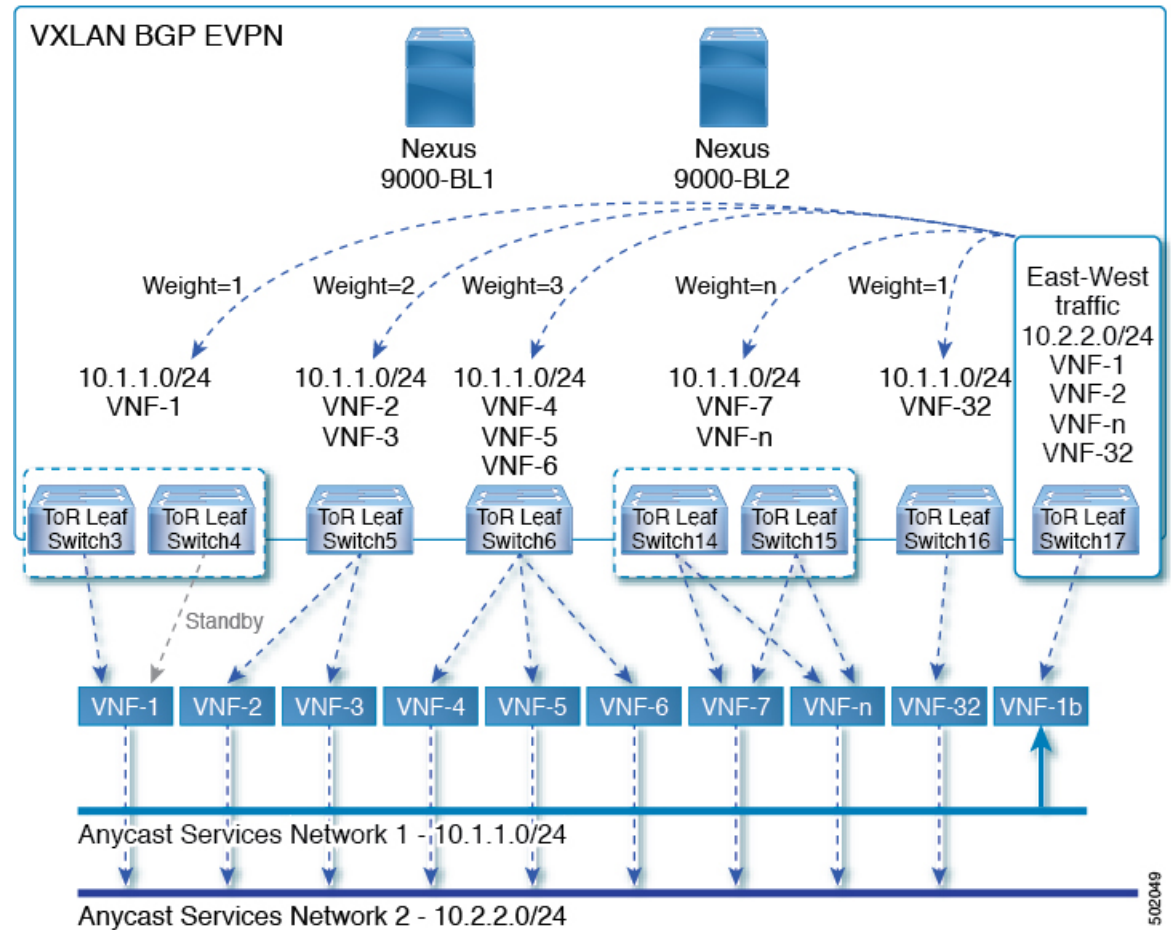 VXLAN BGP EVPN
Nexus
9000-BL1
Nexus
9000-BL2
Weight=1
Weight=2
Weight=3
Weight=n
Weight=1
East-West
traffic
10.2.2.0/24
VNF-1
VNF-2
VNF-n
VNF-32
10.1.1.0/24
VNF-1
10.1.1.0/24
VNF-2
VNF-3
10.1.1.0/24
VNF-4
VNF-5
VNF-6
10.1.1.0/24
VNF-7
VNF-n
10.1.1.0/24
VNF-32
ToR Leaf
Switch3
ToR Leaf
Switch4
ToR Leaf
Switch5
ToR Leaf
Switch6
ToR Leaf
Switch14
ToR Leaf
Switch15
ToR Leaf
Switch16
ToR Leaf
Switch17
Standby
VNF-1
VNF-2
VNF-3
VNF-4
VNF-5
VNF-6
VNF-7
VNF-n
VNF-32
VNF-1b
Anycast Services Network 1 - 10.1.1.0/24
Anycast Services Network 2 - 10.2.2.0/24
502049